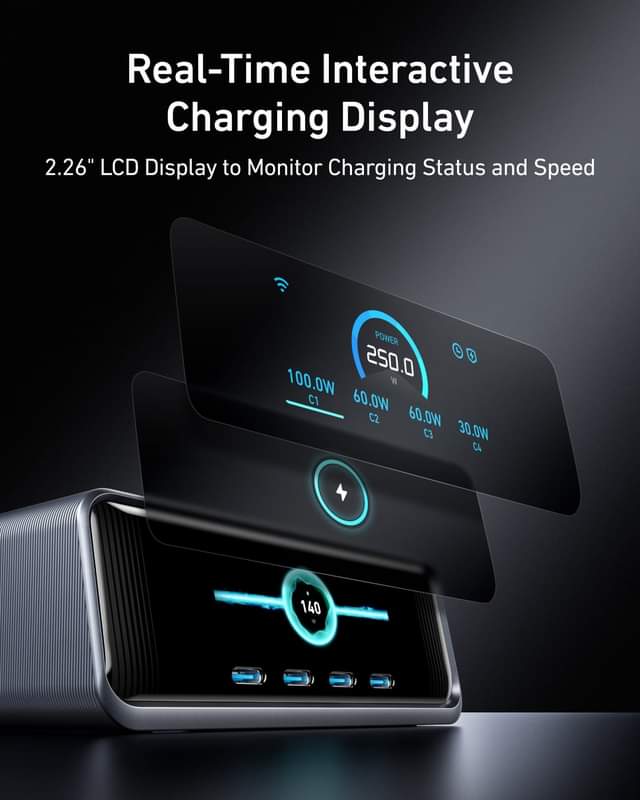 Real-Time Interactive
Charging Display
2.26" LCD Display to Monitor Charging Status and Speed
POWER
250.0
W
100.0W 60.0W 60.0W 30.0W
C1 C2 C3 C4
140